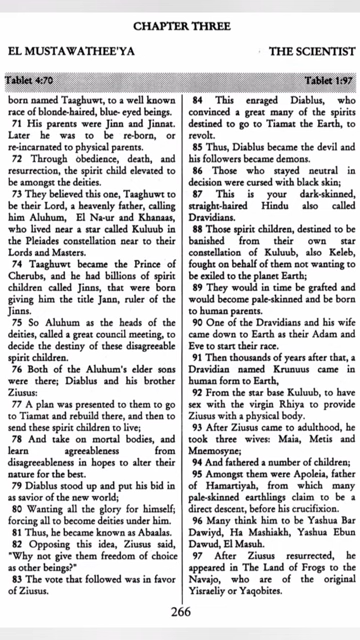 CHAPTER THREE
EL MUSTAWATHEE'YA
THE SCIENTIST
Tablet 4:70
Tablet 1:97
born named Taaghuwt, to a well known
race of blonde-haired, blue- eyed beings.
71 His parents were Jinn and Jinnat.
Later he was to be re-born, or
re-incarnated to physical parents.
72 Through obedience, death, and
resurrection, the spirit child elevated to
be amongst the deities.
73 They believed this one, Taaghuwt to
be their Lord, a heavenly father, calling
him Aluhum, El Na-ur and Khanaas,
who lived near a star called Kuluub in
the Pleiades constellation near to their
Lords and Masters.
74 Taaghuwt became the Prince of
Cherubs, and he had billions of spirit
children called Jinns, that were born
giving him the title Jann, ruler of the
Jinns.
75 So Aluhum as the heads of the
deities, called a great council meeting, to
decide the destiny of these disagreeable
spirit children.
76 Both of the Aluhum's elder sons
were there; Diablus and his brother
Ziusus:
77 A plan was presented to them to go
to Tiamat and rebuild there, and then to
send these spirit children to live;
78 And take on mortal bodies, and
learn agreeableness from
disagreeableness in hopes to alter their
nature for the best.
79 Diablus stood up and put his bid in
as savior of the new world;
80 Wanting all the glory for himself;
forcing all to become deities under him.
81 Thus, he became known as Abaalas.
82 Opposing this idea, Ziusus said,
"Why not give them freedom of choice
as other beings?"
83 The vote that followed was in favor
of Ziusus.
84 This enraged Diablus, who
convinced a great many of the spirits
destined to go to Tiamat the Earth, to
revolt.
85 Thus, Diablus became the devil and
his followers became demons.
86 Those who stayed neutral in
decision were cursed with black skin;
87 This is your dark-skinned,
straight-haired Hindu also called
Dravidians.
88 Those spirit children, destined to be
banished from their own star
constellation of Kuluub, also Keleb,
fought on behalf of them not wanting to
be exiled to the planet Earth;
89 They would in time be grafted and
would become pale-skinned and be born
to human parents.
90 One of the Dravidians and his wife
came down to Earth as their Adam and
Eve to start their race.
91 Then thousands of years after that, a
Dravidian named Krunuus came in
human form to Earth,
92 From the star base Kuluub, to have
sex with the virgin Rhiya to provide
Ziusus with a physical body.
93 After Ziusus came to adulthood, he
took three wives: Maia, Metis and
Mnemosyne;
94 And fathered a number of children;
95 Amongst them were Apoleia, father
of Hamartiyah, from which many
pale-skinned earthlings claim to be a
direct descent, before his crucifixion.
96 Many think him to be Yashua Bar
Dawiyd, Ha Mashiakh, Yashua Ebun
Dawud, El Masuh.
97 After Ziusus resurrected, he
appeared in The Land of Frogs to the
Navajo, who are of the original
Yisraeliy or Yaqobites.
266